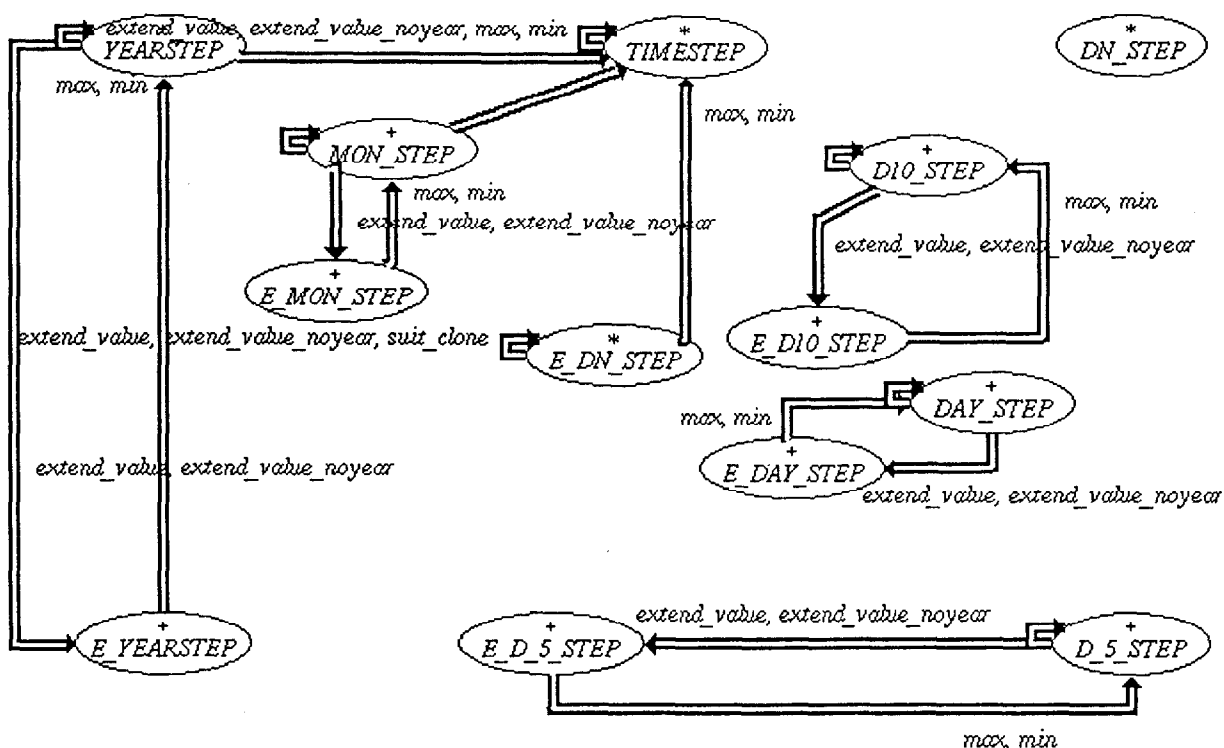 extend_value, extend_value_noyear, max, min
*
*
YEARSTEP
TIMESTEP
DN_STEP
max, min
max, min
+
MON_STEP
+
D10_STEP
max, min
max, min
extend_value, extend_value_noyear
extend_value, extend_value_noyear
+
E_MON_STEP
extend_value, extend_value_noyear, suit_clone
*
E_DN_STEP
+
E_D10_STEP
+
DAY_STEP
max, min
+
E_DAY_STEP
extend_value, extend_value_noyear
extend_value, extend_value_noyear
extend_value, extend_value_noyear
+
E_YEARSTEP
+
E_D_5_STEP
+
D_5_STEP
max, min